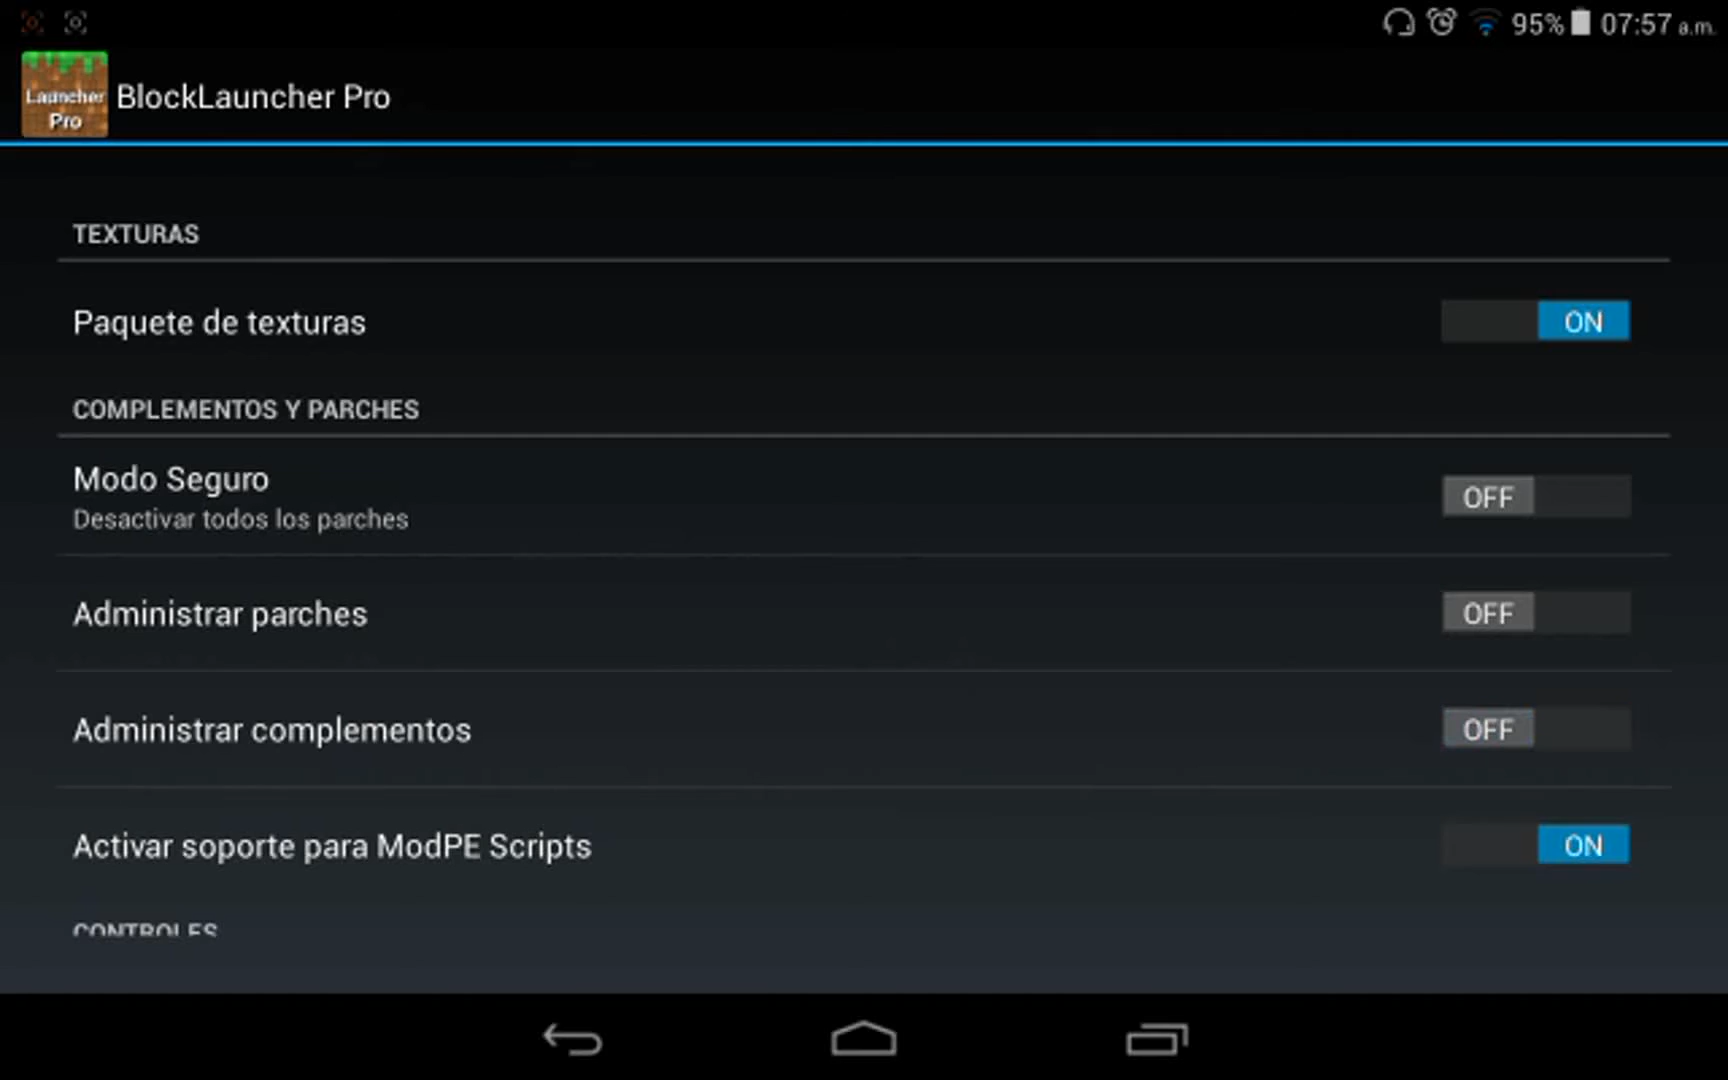 95% 07:57 a.m.
Launcher
Pro
BlockLauncher Pro
TEXTURAS
Paquete de texturas ON
COMPLEMENTOS Y PARCHES
Modo Seguro OFF
Desactivar todos los parches
Administrar parches OFF
Administrar complementos OFF
Activar soporte para ModPE Scripts ON
CONTROLES